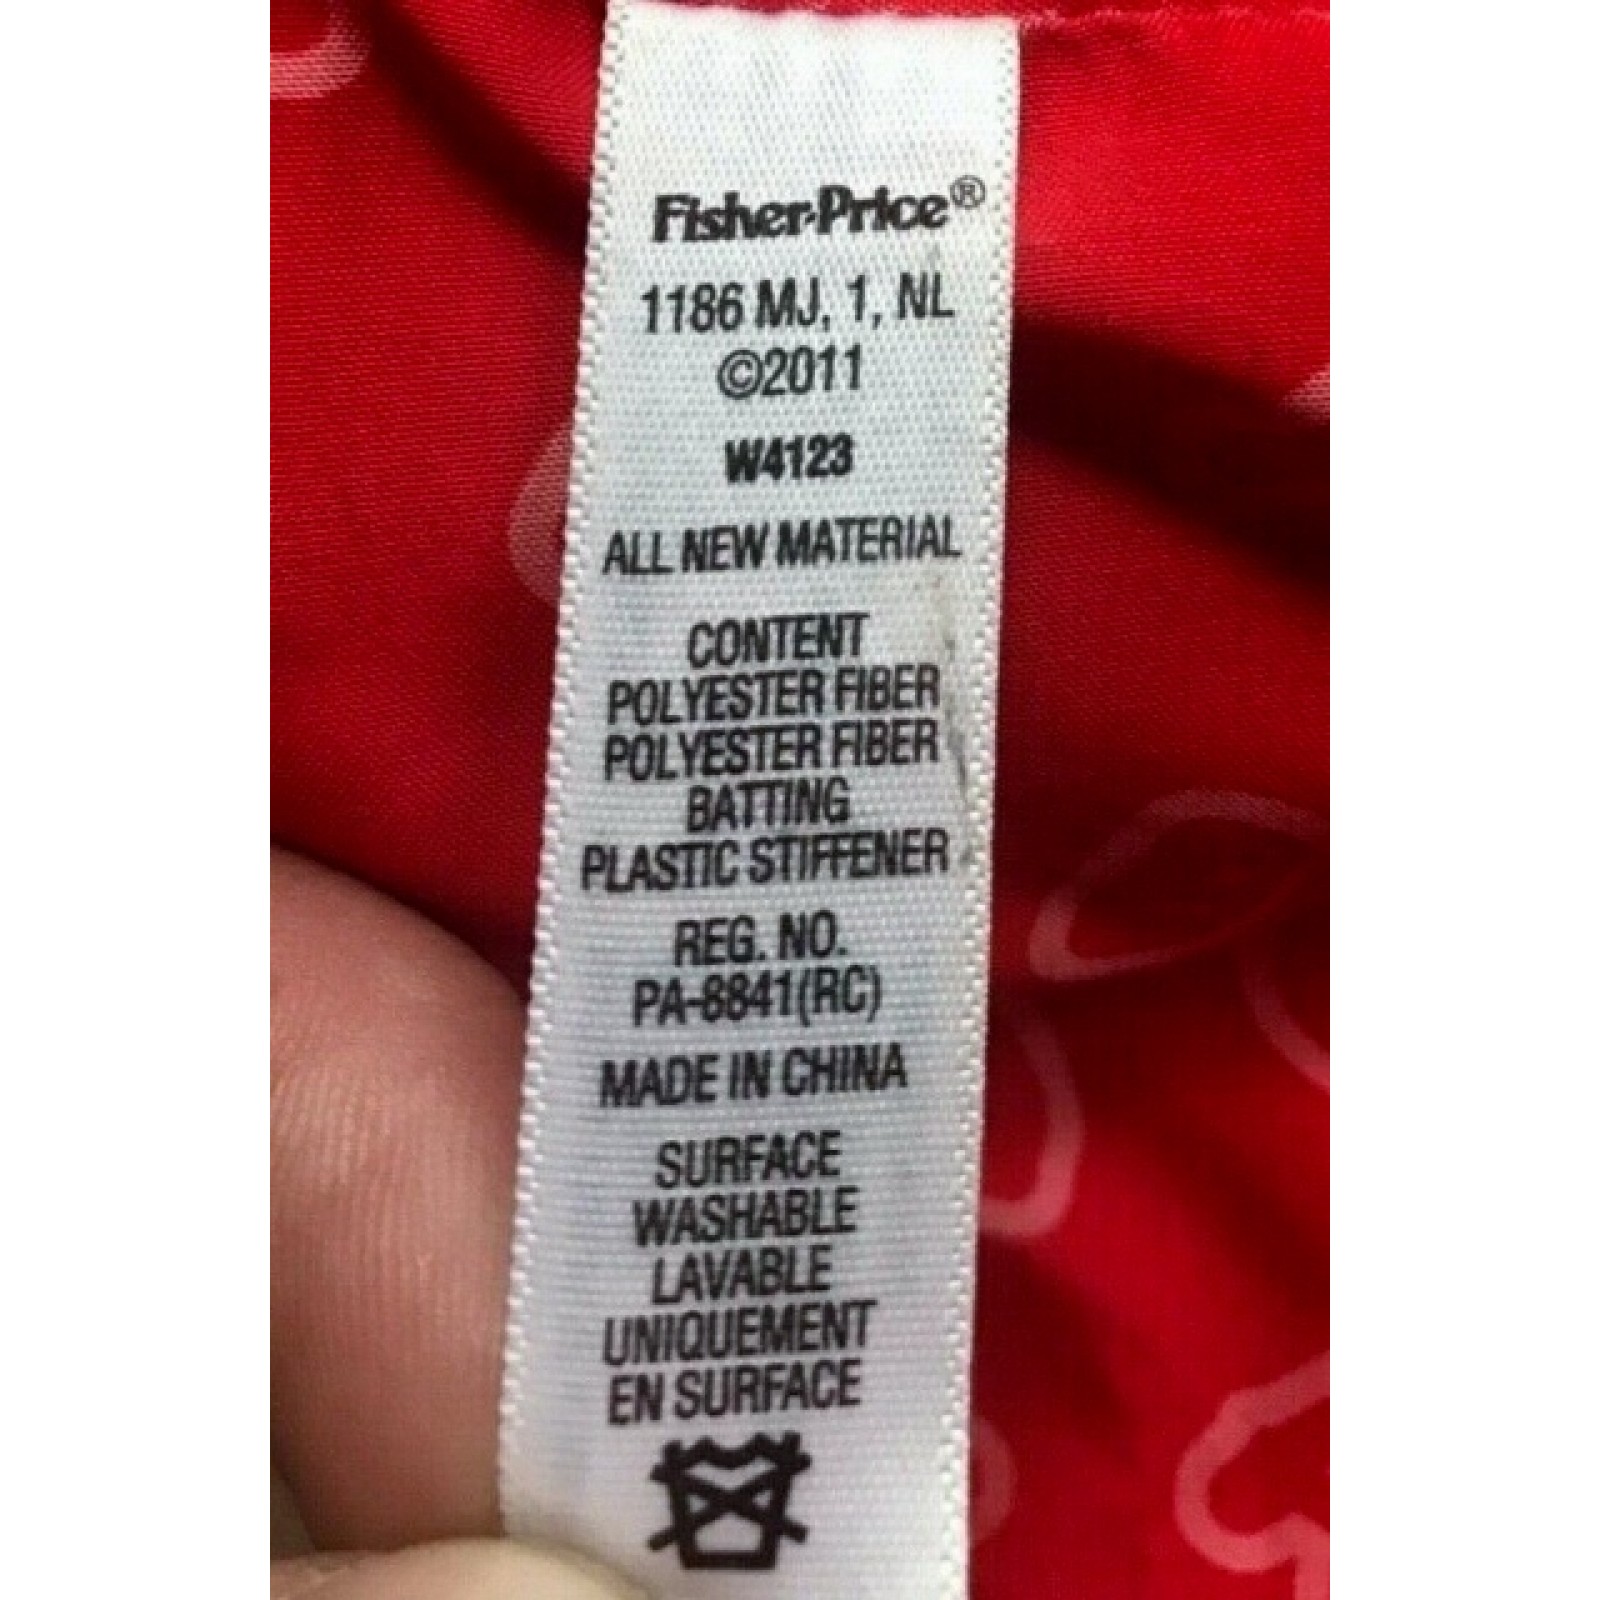 Fisher-Price®
1186 MJ, 1, NL
©2011
W4123
ALL NEW MATERIAL
CONTENT
POLYESTER FIBER
POLYESTER FIBER
BATTING
PLASTIC STIFFENER
REG. NO.
PA-8841(RC)
MADE IN CHINA
SURFACE
WASHABLE
LAVABLE
UNIQUEMENT
EN SURFACE